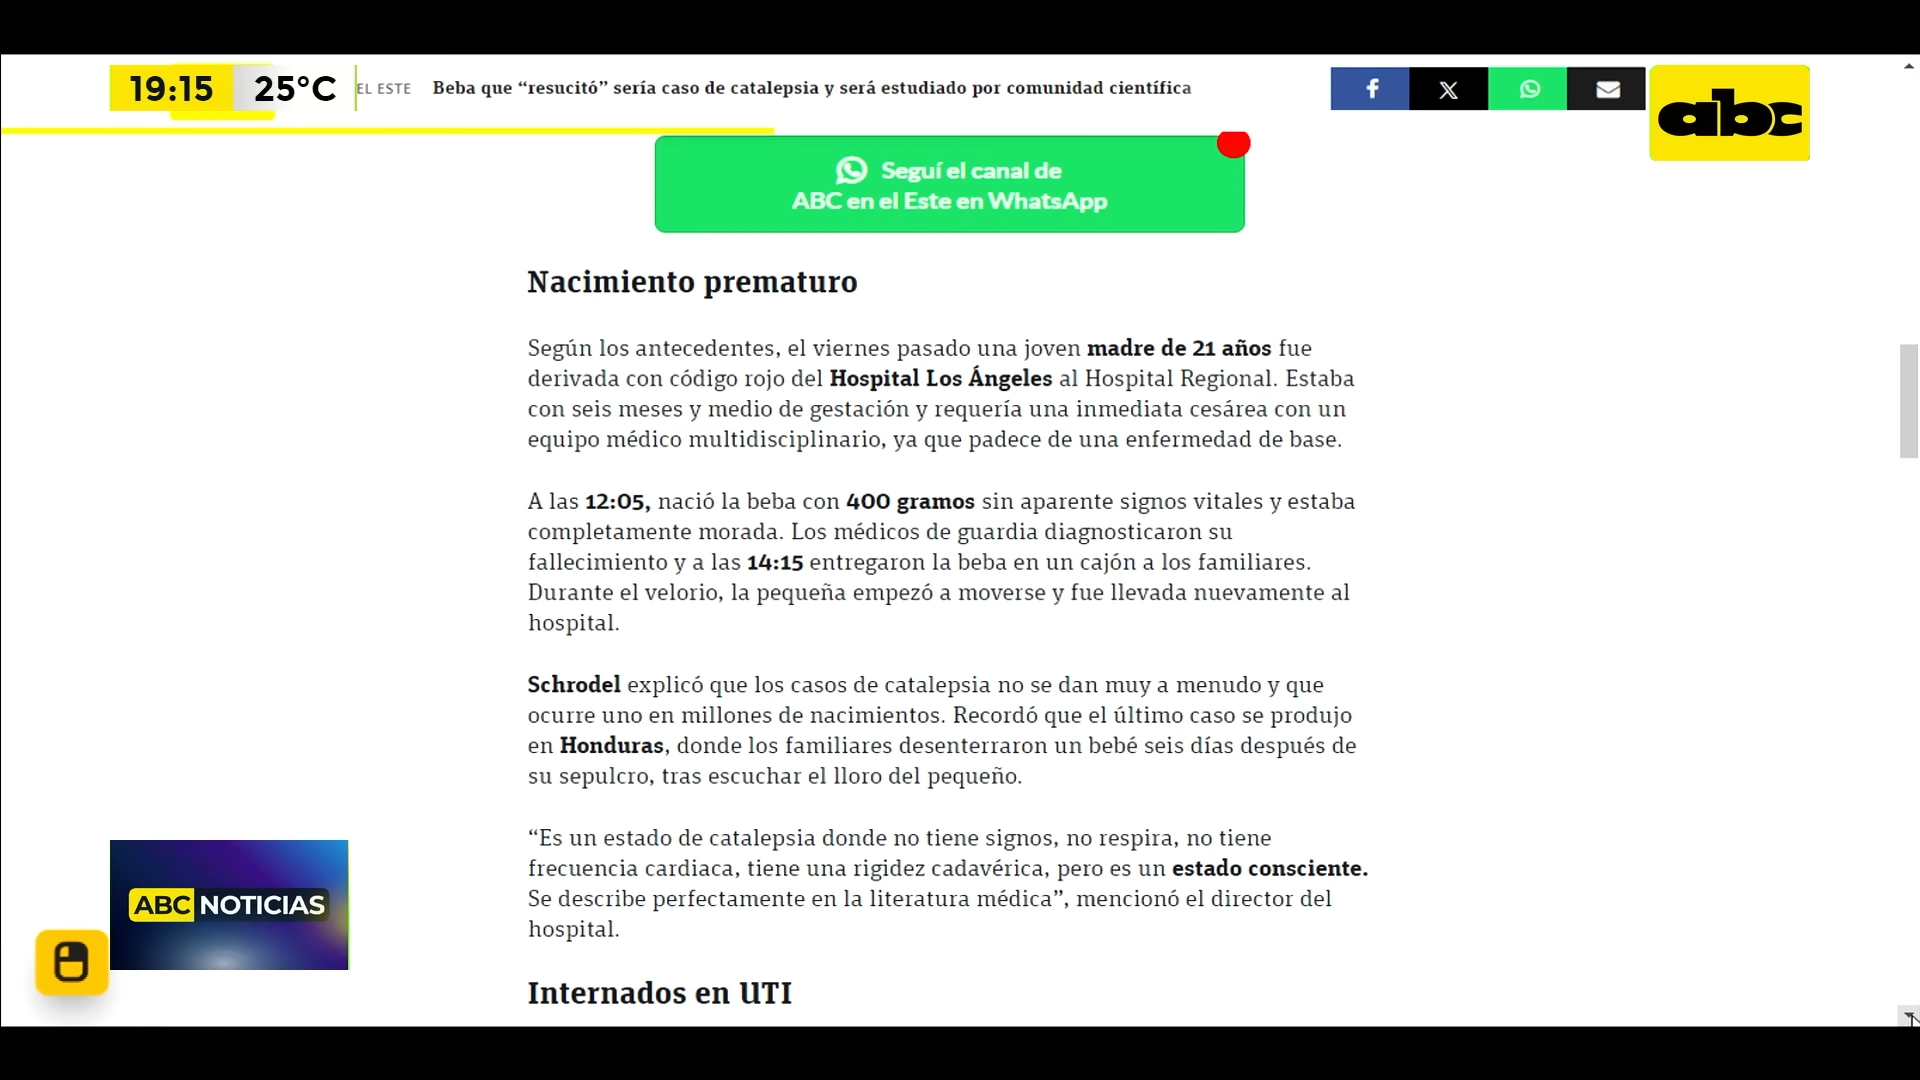 19:15 25°C
EL ESTE Beba que “resucitó” sería caso de catalepsia y será estudiado por comunidad científica
abc
Seguí el canal de
ABC en el Este en WhatsApp
Nacimiento prematuro
Según los antecedentes, el viernes pasado una joven madre de 21 años fue
derivada con código rojo del Hospital Los Ángeles al Hospital Regional. Estaba
con seis meses y medio de gestación y requería una inmediata cesárea con un
equipo médico multidisciplinario, ya que padece de una enfermedad de base.
A las 12:05, nació la beba con 400 gramos sin aparente signos vitales y estaba
completamente morada. Los médicos de guardia diagnosticaron su
fallecimiento y a las 14:15 entregaron la beba en un cajón a los familiares.
Durante el velorio, la pequeña empezó a moverse y fue llevada nuevamente al
hospital.
Schrodel explicó que los casos de catalepsia no se dan muy a menudo y que
ocurre uno en millones de nacimientos. Recordó que el último caso se produjo
en Honduras, donde los familiares desenterraron un bebé seis días después de
su sepulcro, tras escuchar el lloro del pequeño.
“Es un estado de catalepsia donde no tiene signos, no respira, no tiene
frecuencia cardiaca, tiene una rigidez cadavérica, pero es un estado consciente.
Se describe perfectamente en la literatura médica”, mencionó el director del
hospital.
ABC NOTICIAS
Internados en UTI